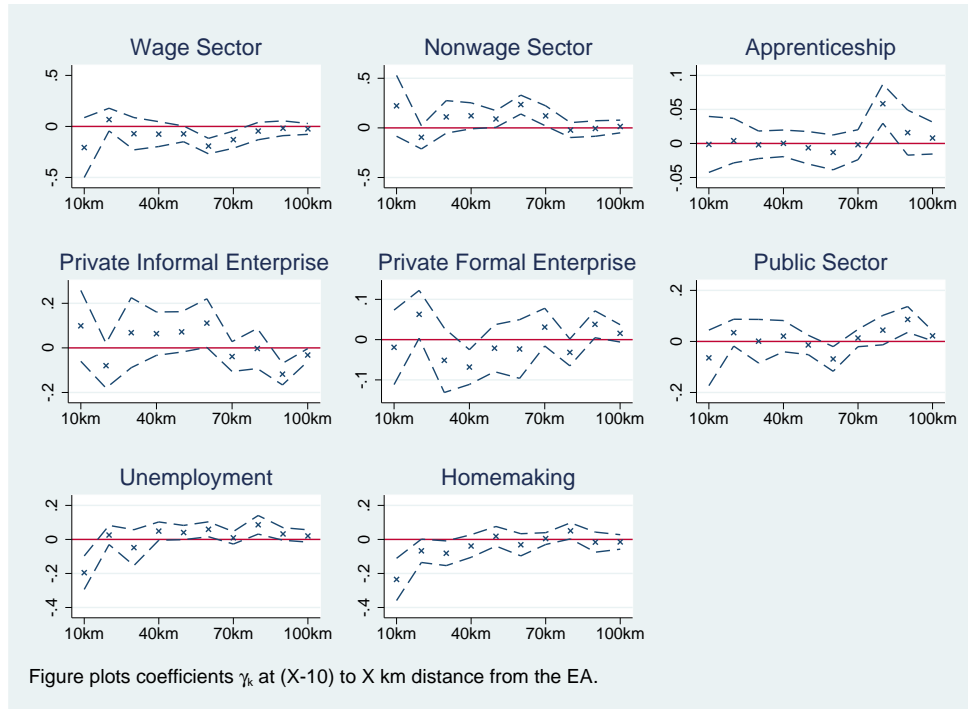 Wage Sector
.5
0
-.5
10km 40km 70km 100km
Nonwage Sector
.5
0
-.5
10km 40km 70km 100km
Apprenticeship
.1
.05
0
-.05
10km 40km 70km 100km
Private Informal Enterprise
.2
0
-.2
10km 40km 70km 100km
Private Formal Enterprise
.1
0
-.1
10km 40km 70km 100km
Public Sector
.2
0
-.2
10km 40km 70km 100km
Unemployment
.2
0
-.2
-.4
10km 40km 70km 100km
Homemaking
.2
0
-.2
-.4
10km 40km 70km 100km
Figure plots coefficients γk at (X-10) to X km distance from the EA.